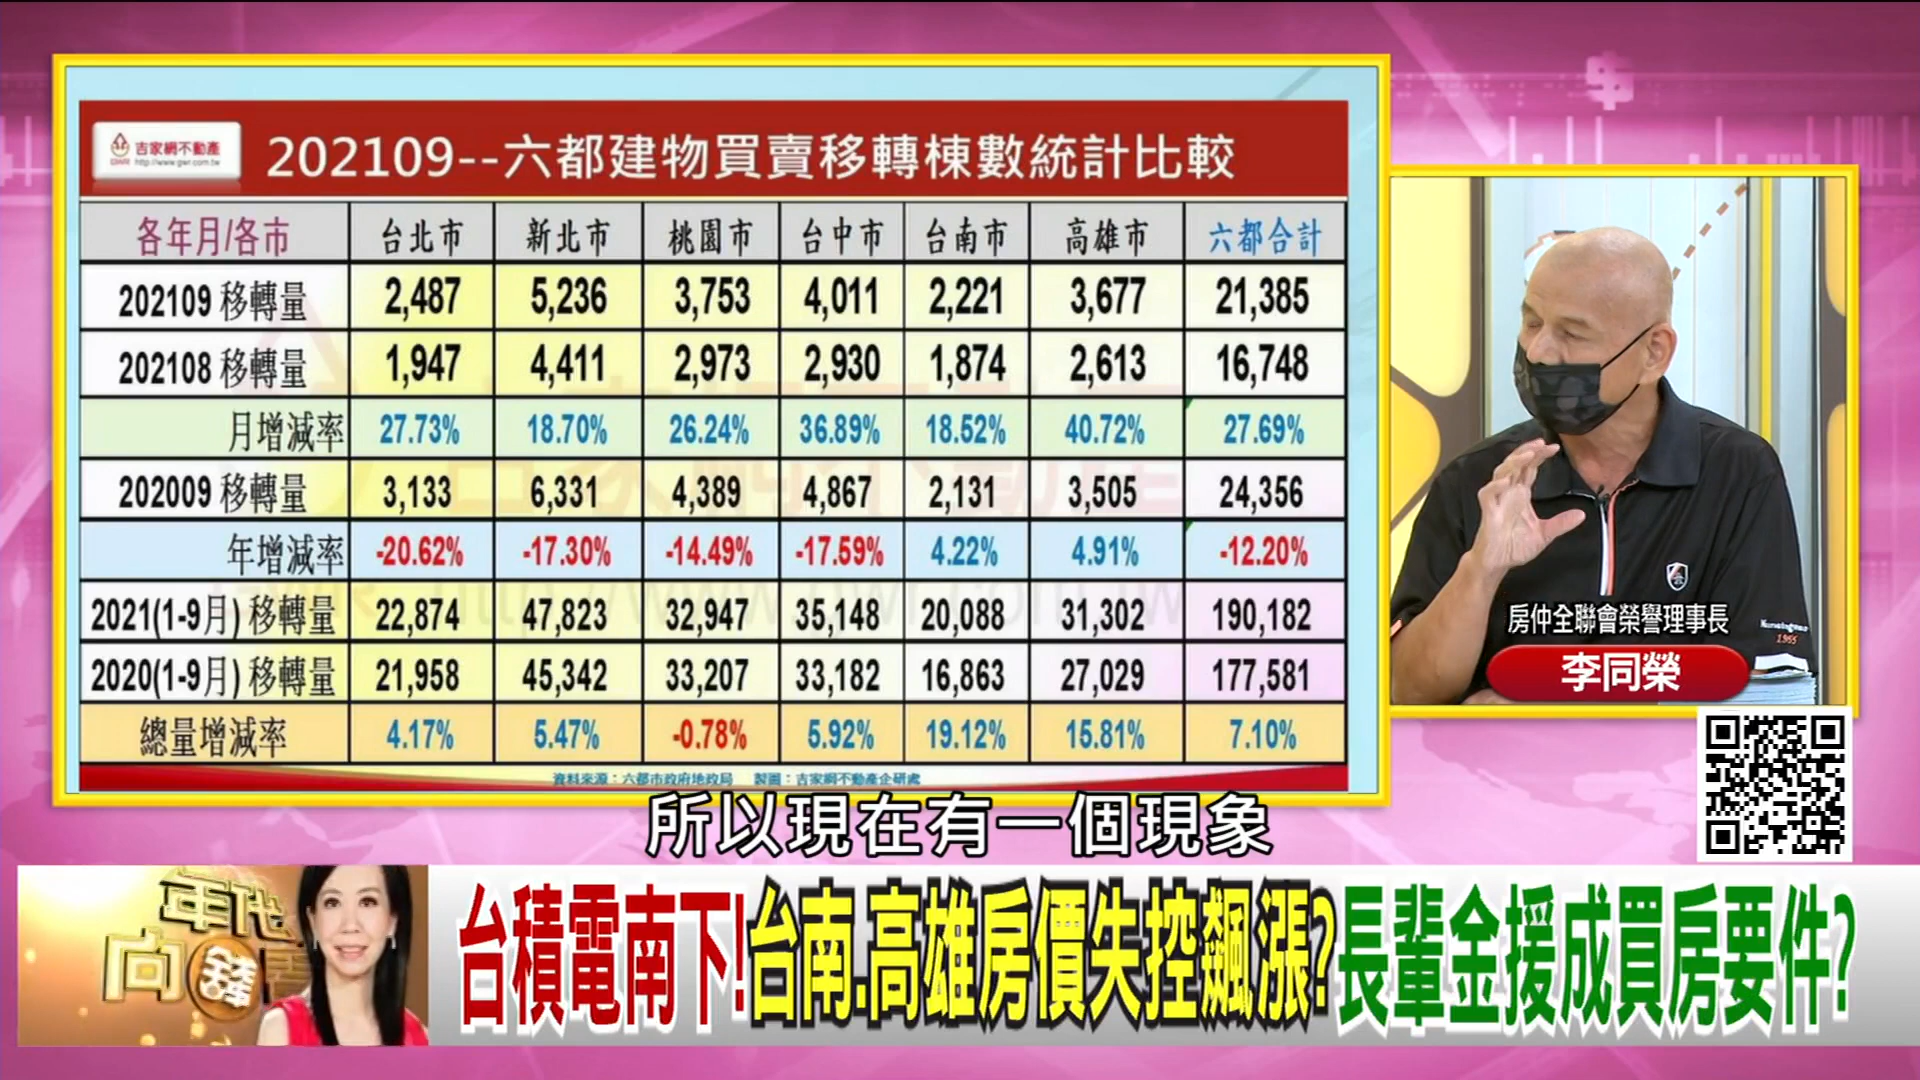 吉家網不動產
GWR http://www.gwr.com.tw
202109--六都建物買賣移轉棟數統計比較
各年月/各市 台北市 新北市 桃園市 台中市 台南市 高雄市 六都合計
202109 移轉量 2,487 5,236 3,753 4,011 2,221 3,677 21,385
202108 移轉量 1,947 4,411 2,973 2,930 1,874 2,613 16,748
月增減率 27.73% 18.70% 26.24% 36.89% 18.52% 40.72% 27.69%
202009 移轉量 3,133 6,331 4,389 4,867 2,131 3,505 24,356
年增減率 -20.62% -17.30% -14.49% -17.59% 4.22% 4.91% -12.20%
2021(1-9月) 移轉量 22,874 47,823 32,947 35,148 20,088 31,302 190,182
2020(1-9月) 移轉量 21,958 45,342 33,207 33,182 16,863 27,029 177,581
總量增減率 4.17% 5.47% -0.78% 5.92% 19.12% 15.81% 7.10%
資料來源：六都市政府地政局 製圖：吉家網不動產企研處
房仲全聯會榮譽理事長
李同榮
1955
所以現在有一個現象
年代
向錢看
台積電南下!台南.高雄房價失控飆漲?長輩金援成買房要件?